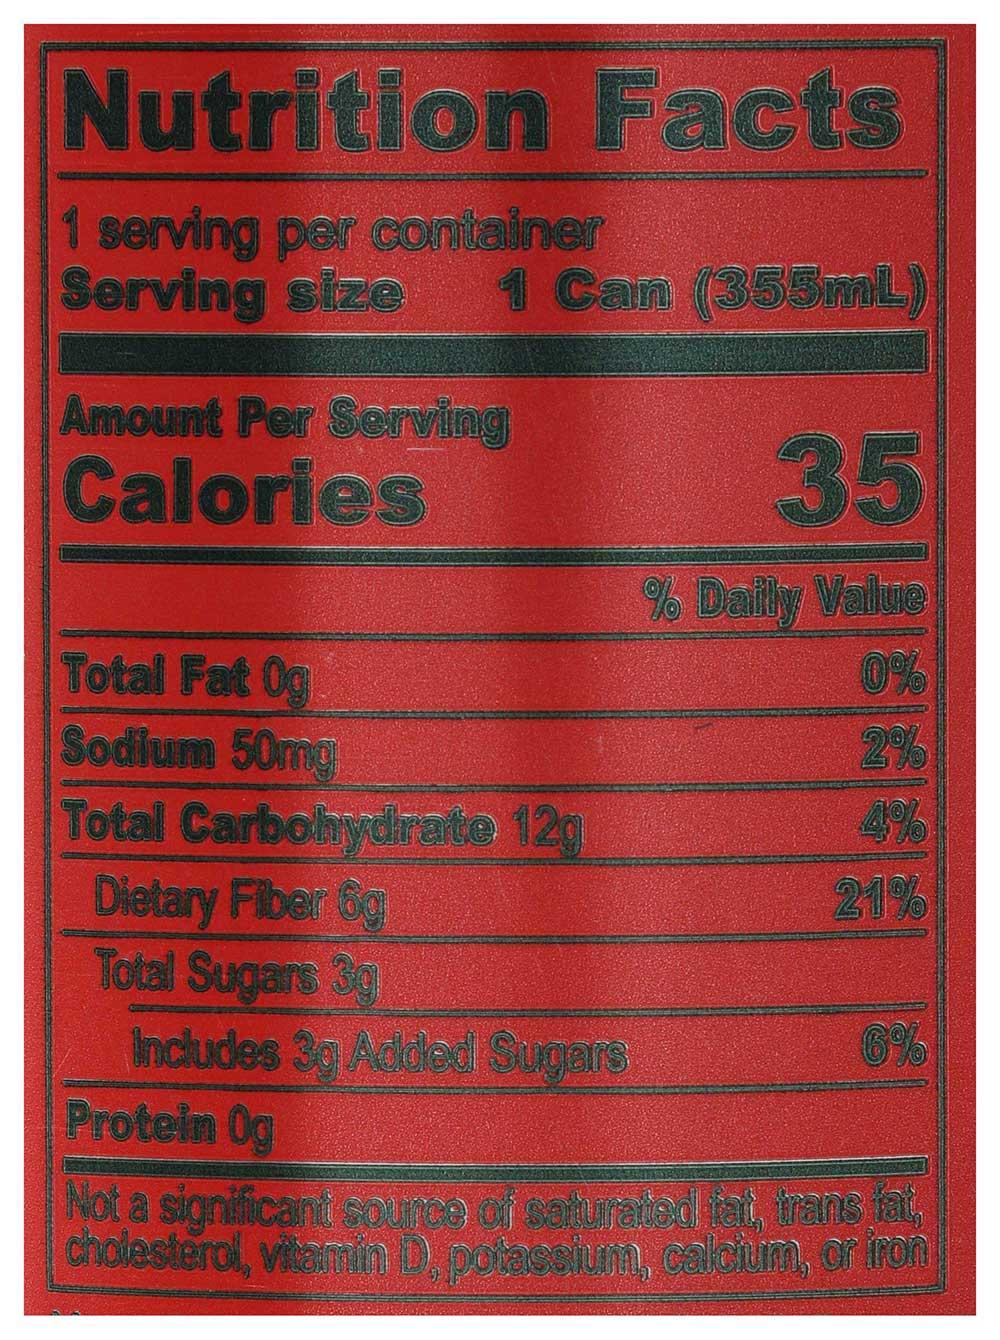 Nutrition Facts
1 serving per container
Serving size 1 Can (355mL)
Amount Per Serving
Calories 35
% Daily Value
Total Fat 0g 0%
Sodium 50mg 2%
Total Carbohydrate 12g 4%
Dietary Fiber 6g 21%
Total Sugars 3g
Includes 3g Added Sugars 6%
Protein 0g
Not a significant source of saturated fat, trans fat,
cholesterol, vitamin D, potassium, calcium, or iron